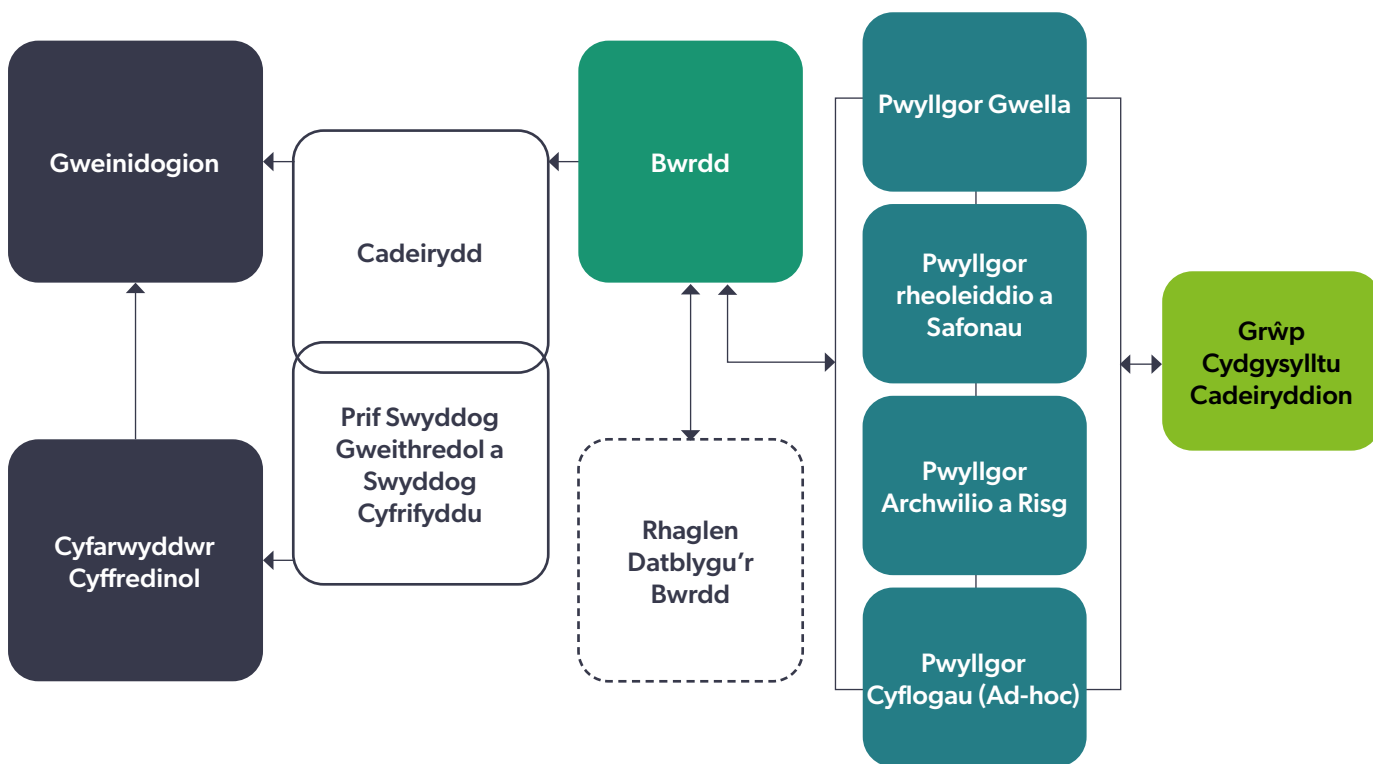 Gweinidogion
Cadeirydd
Bwrdd
Pwyllgor Gwella
Pwyllgor
rheoleiddio a
Safonau
Grŵp
Cydgysylltu
Cadeiryddion
Cyfarwyddwr
Cyffredinol
Prif Swyddog
Gweithredol a
Swyddog
Cyfrifyddu
Rhaglen
Datblygu’r
Bwrdd
Pwyllgor
Archwilio a Risg
Pwyllgor
Cyflogau (Ad-hoc)